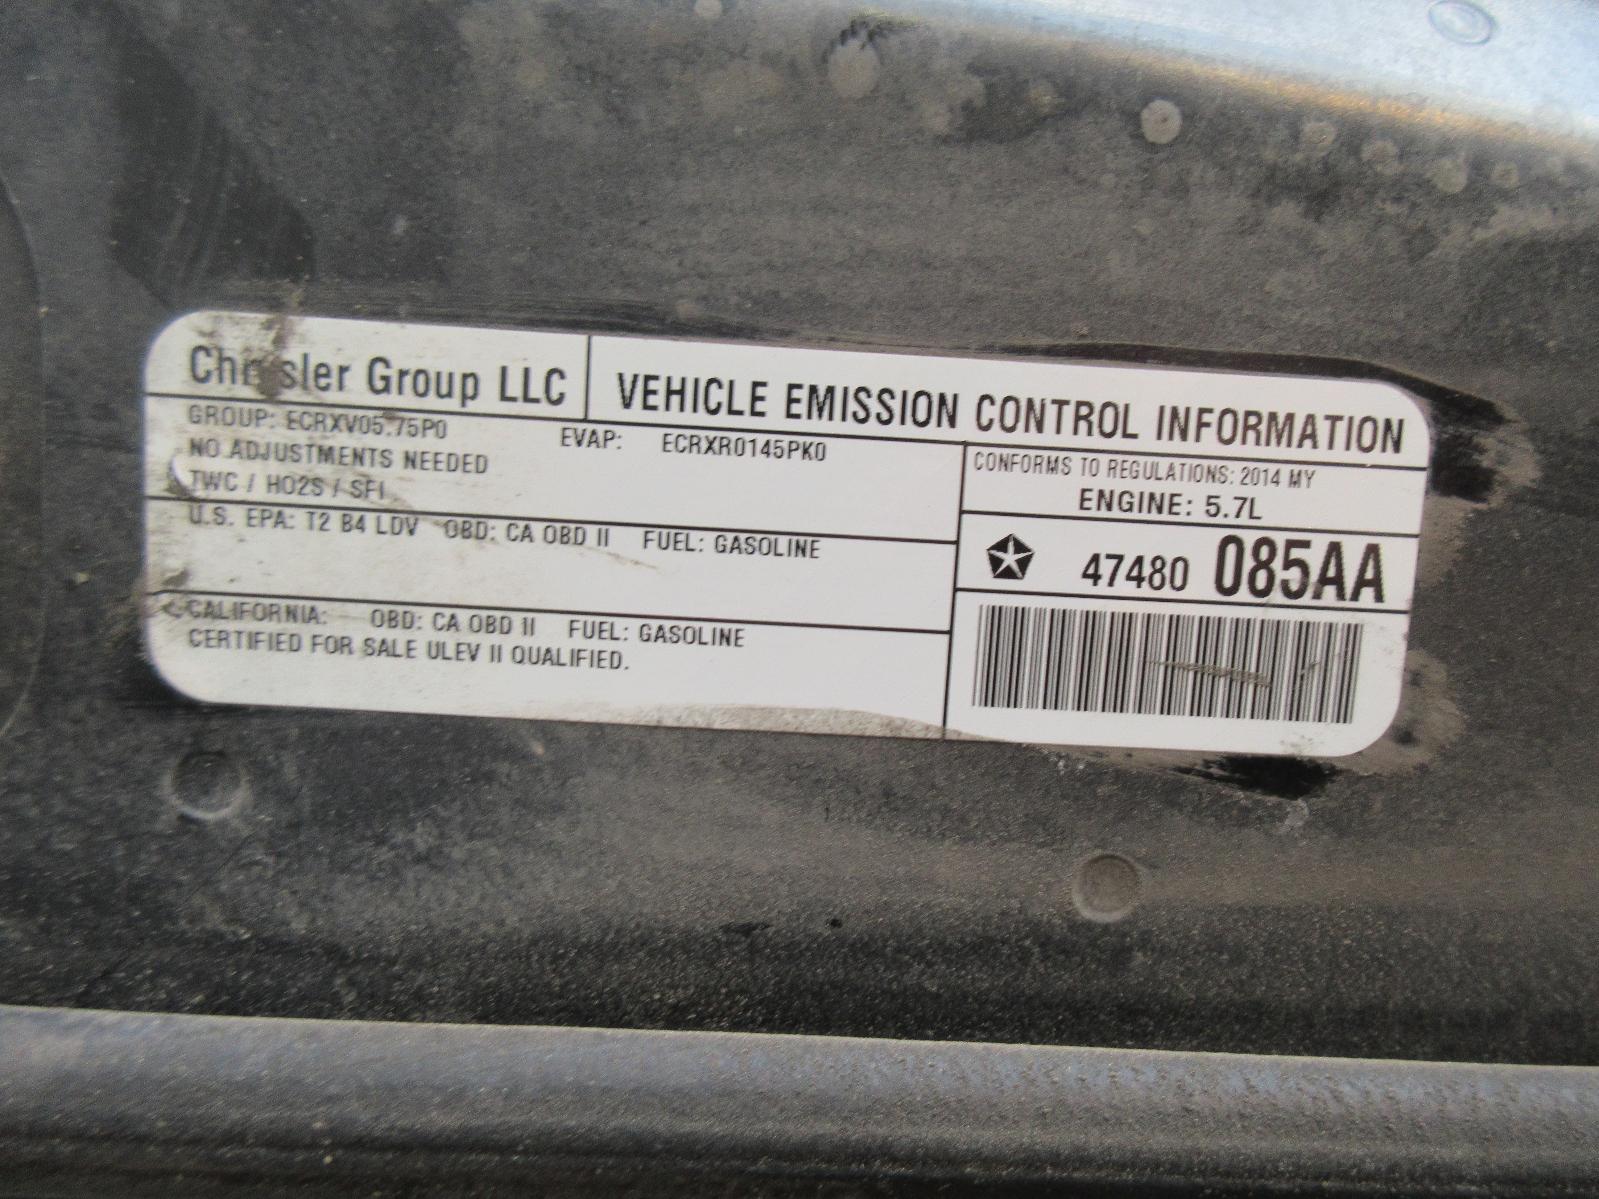 Chrysler Group LLC
VEHICLE EMISSION CONTROL INFORMATION
GROUP: ECRXV05.75P0
EVAP: ECRXR0145PK0
NO ADJUSTMENTS NEEDED
TWC / HO2S / SFI
CONFORMS TO REGULATIONS: 2014 MY
ENGINE: 5.7L
U.S. EPA: T2 B4 LDV OBD: CA OBD II FUEL: GASOLINE
47480 085AA
CALIFORNIA: OBD: CA OBD II FUEL: GASOLINE
CERTIFIED FOR SALE ULEV II QUALIFIED.